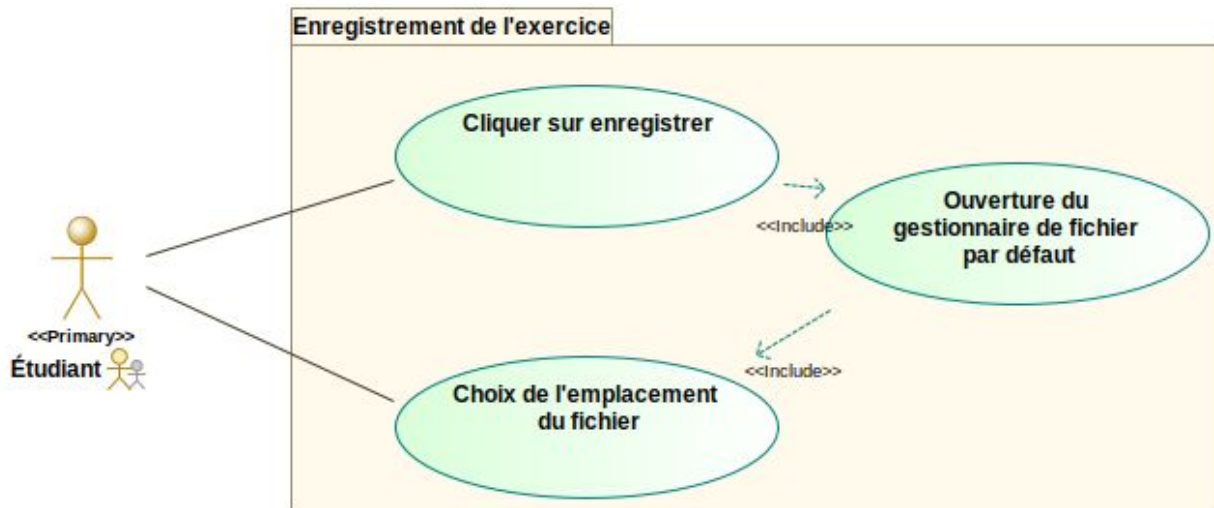 Enregistrement de l'exercice
Cliquer sur enregistrer
<<Include>>
Ouverture du
gestionnaire de fichier
par défaut
<<Primary>>
Étudiant
<<Include>>
Choix de l'emplacement
du fichier